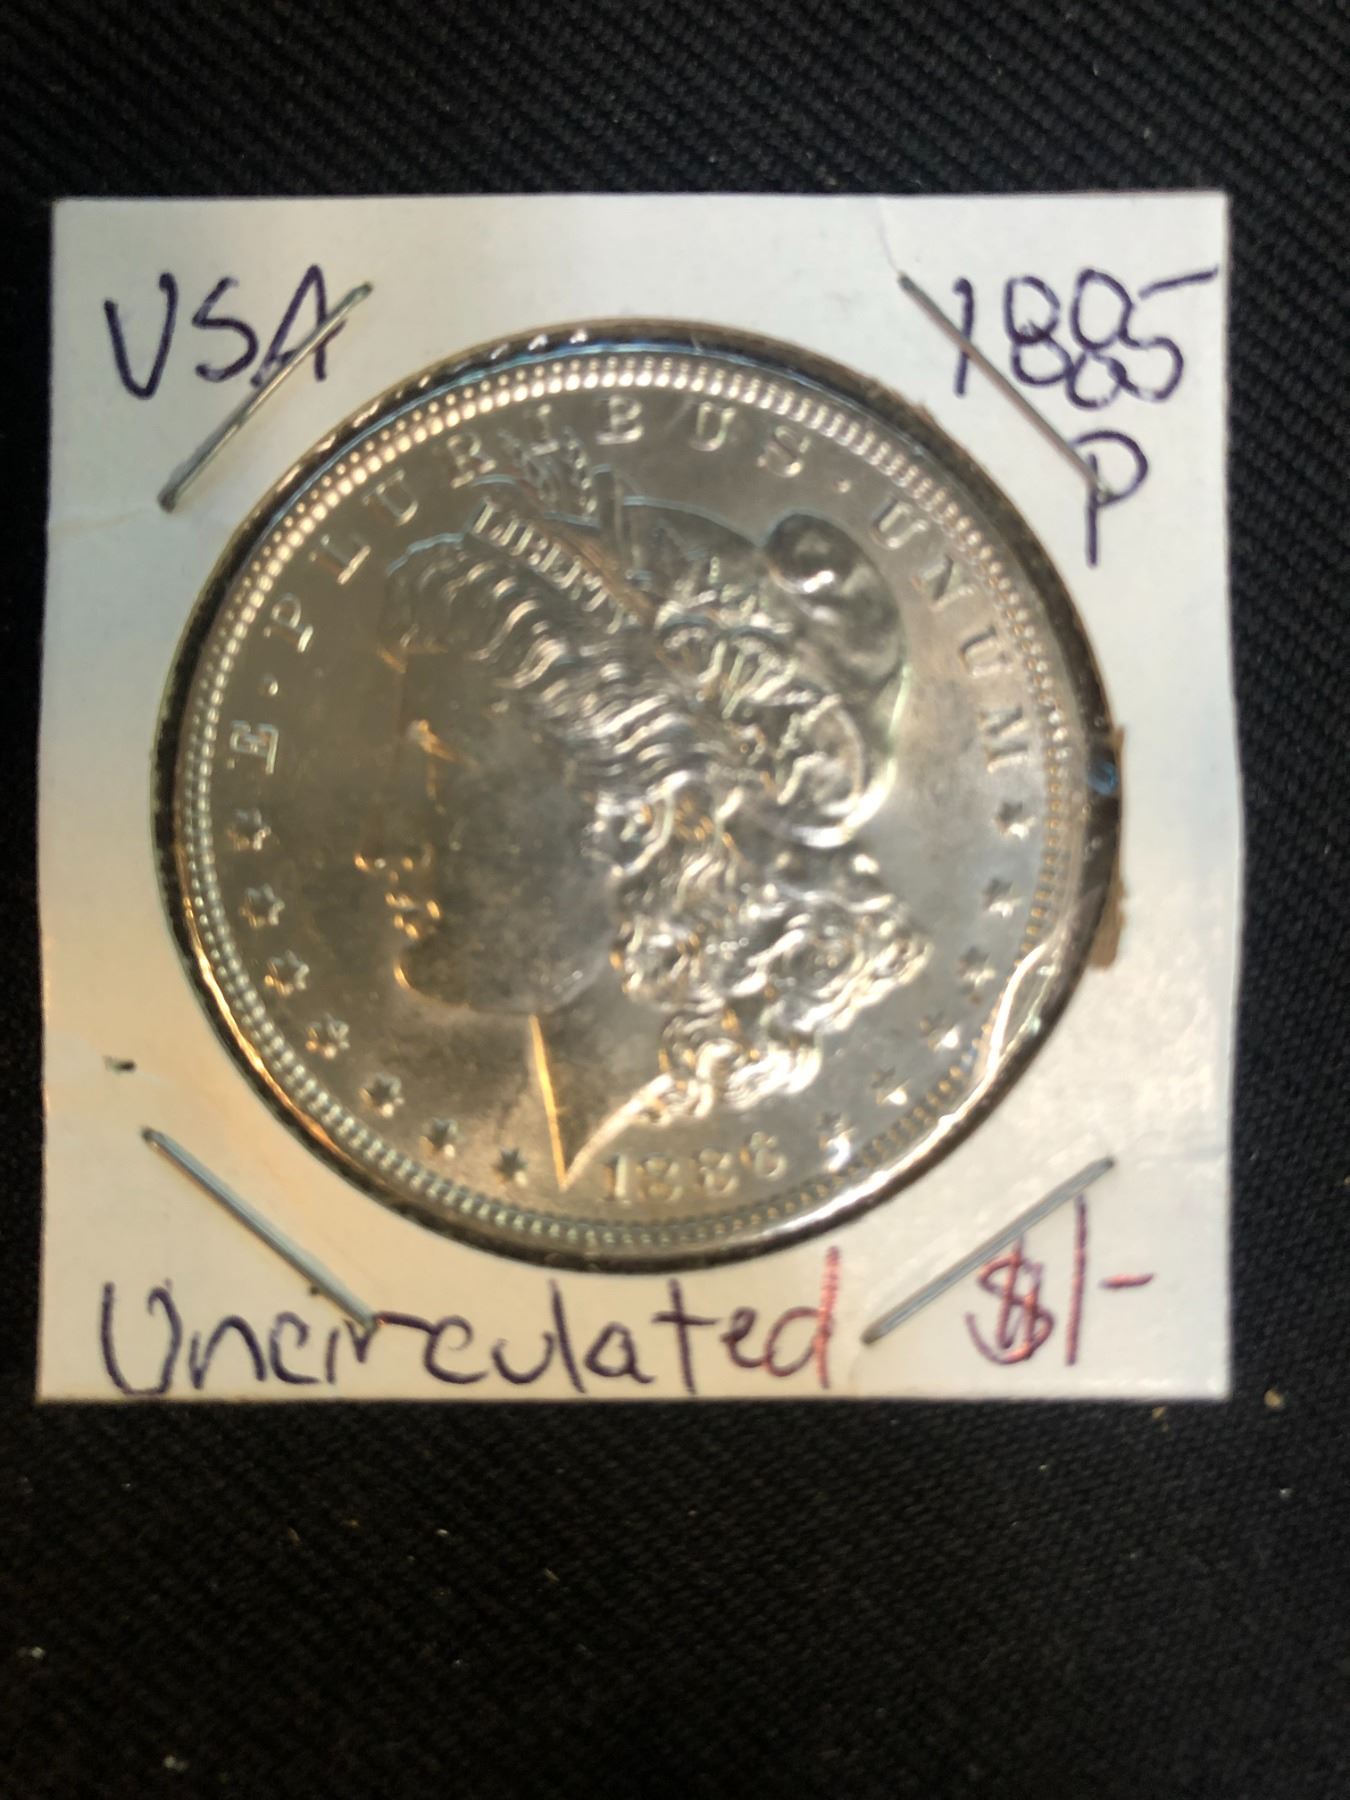 USA
1885
P
E · PLURIBUS · UNUM
LIBERTY
1886
Uncirculated
$1-